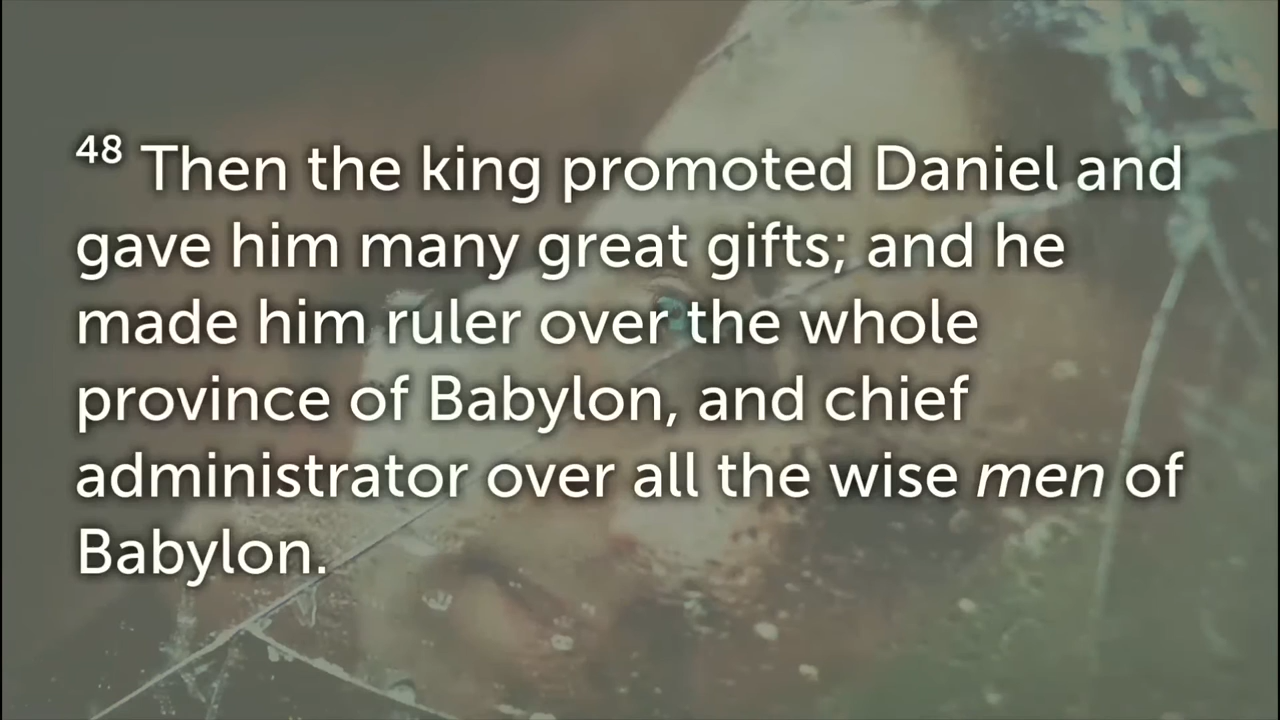 48 Then the king promoted Daniel and
gave him many great gifts; and he
made him ruler over the whole
province of Babylon, and chief
administrator over all the wise men of
Babylon.